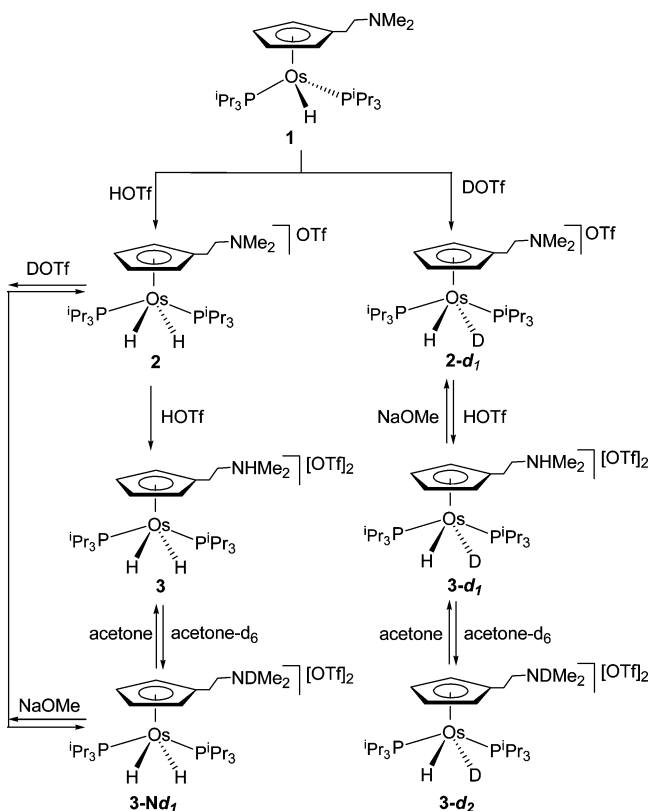 NMe₂
Os
ⁱPr₃P PⁱPr₃
H
1
HOTf DOTf
NMe₂ OTf NMe₂ OTf
DOTf
Os Os
ⁱPr₃P PⁱPr₃ ⁱPr₃P PⁱPr₃
H H H D
2 2-d₁
HOTf NaOMe HOTf
NHMe₂ [OTf]₂ NHMe₂ [OTf]₂
Os Os
ⁱPr₃P PⁱPr₃ ⁱPr₃P PⁱPr₃
H H H D
3 3-d₁
acetone acetone-d₆ acetone acetone-d₆
NDMe₂ [OTf]₂ NDMe₂ [OTf]₂
NaOMe
Os Os
ⁱPr₃P PⁱPr₃ ⁱPr₃P PⁱPr₃
H H H D
3-Nd₁ 3-d₂